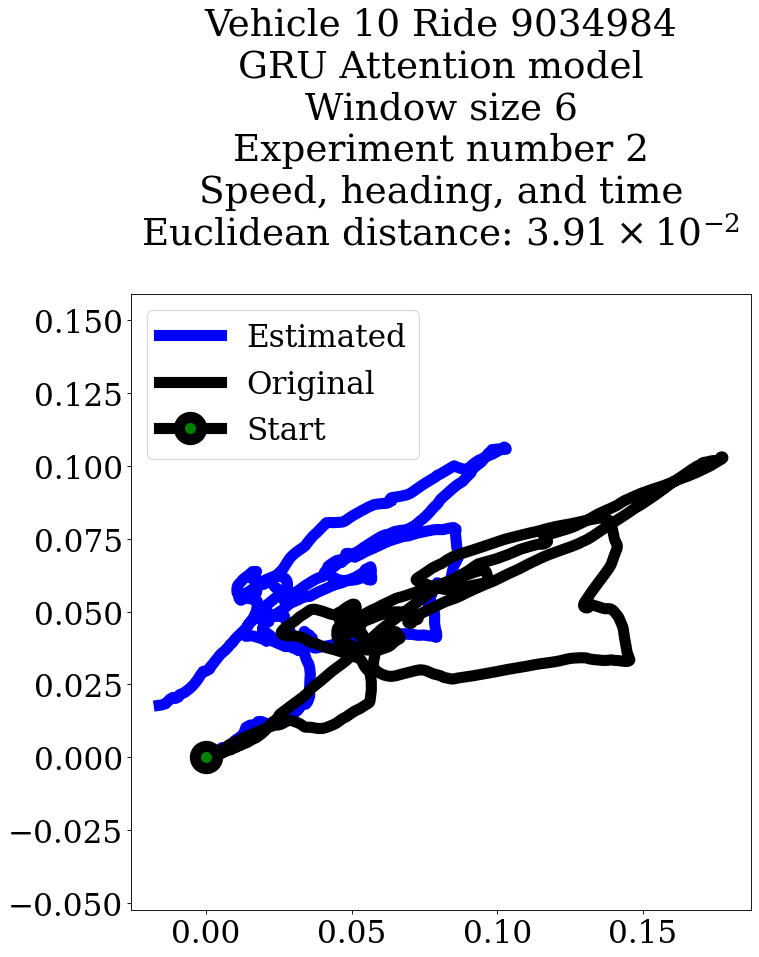 Vehicle 10 Ride 9034984
GRU Attention model
Window size 6
Experiment number 2
Speed, heading, and time
Euclidean distance: 3.91 × 10⁻²
Estimated
Original
Start
0.150
0.125
0.100
0.075
0.050
0.025
0.000
−0.025
−0.050
0.00 0.05 0.10 0.15